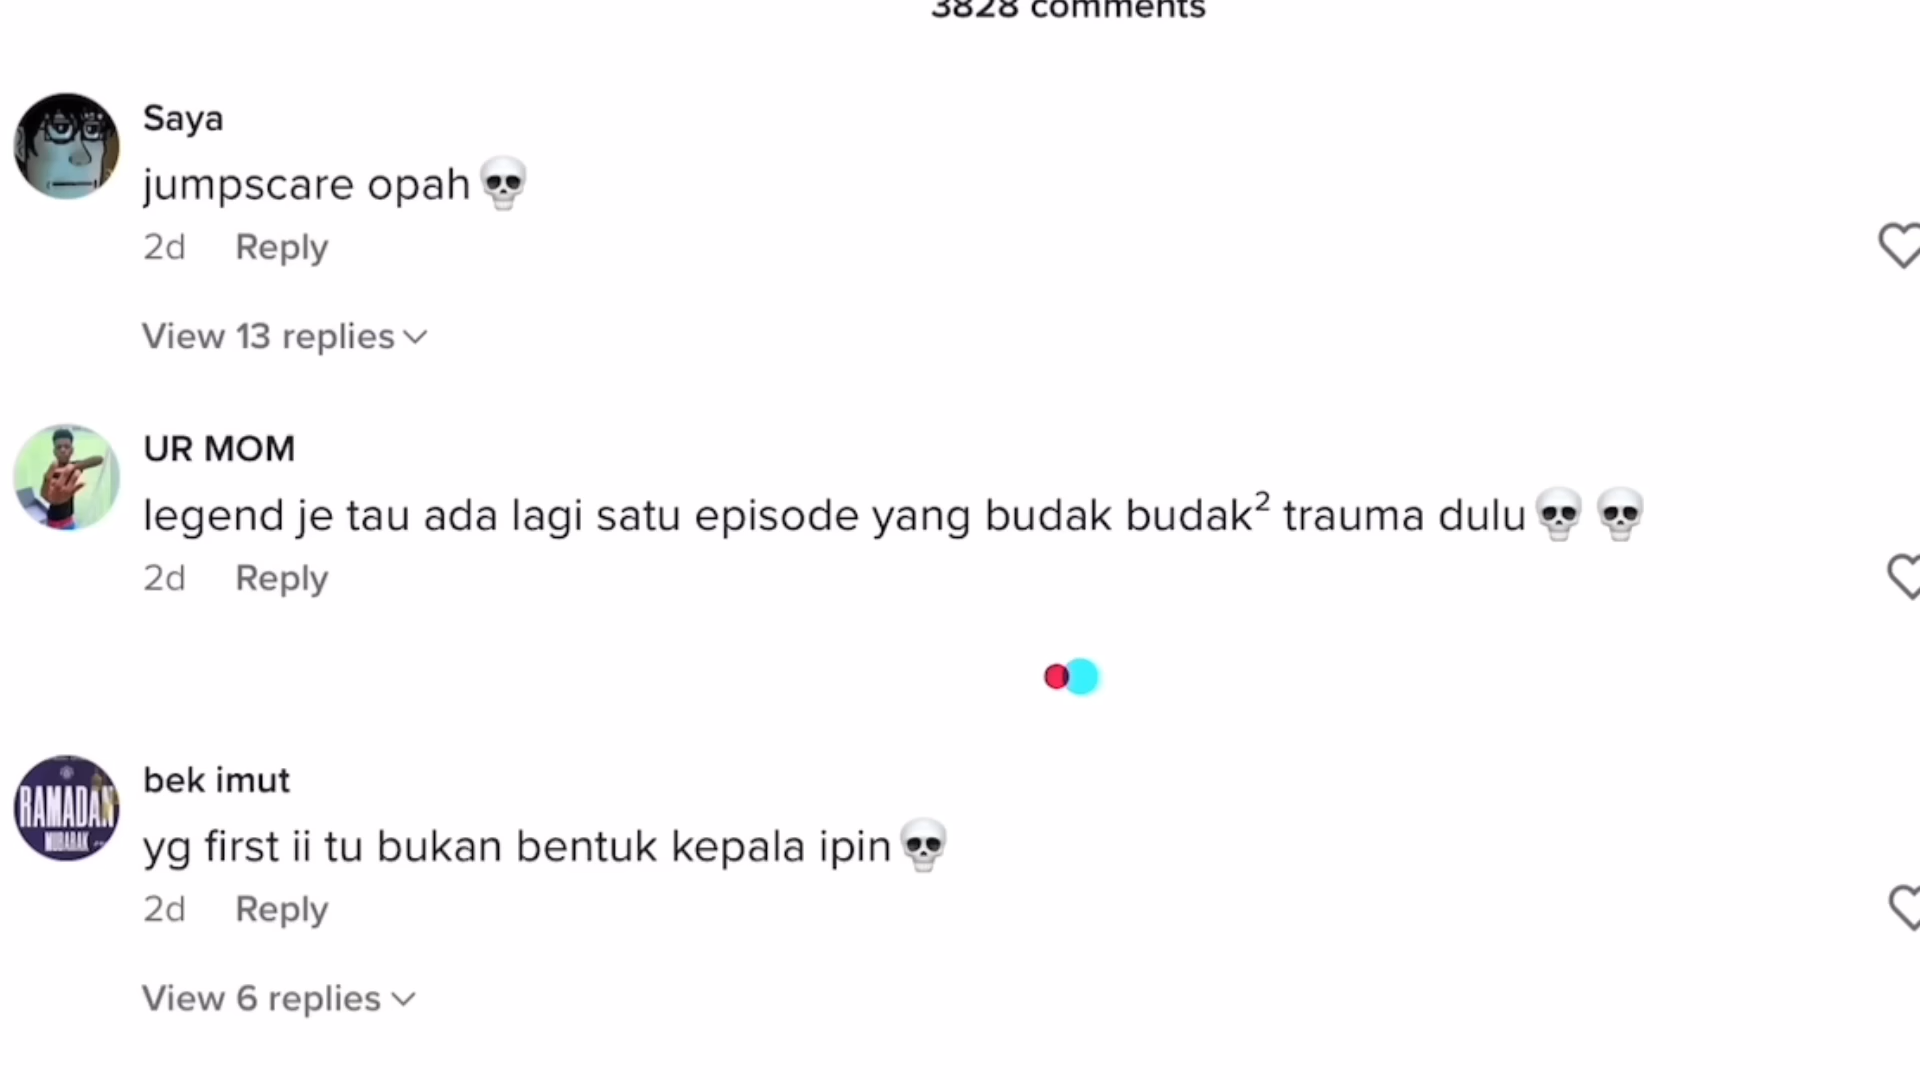 3828 comments
Saya
jumpscare opah💀
2d Reply
View 13 replies
UR MOM
legend je tau ada lagi satu episode yang budak budak² trauma dulu💀💀
2d Reply
RAMADAN
MUBARAK
bek imut
yg first ii tu bukan bentuk kepala ipin💀
2d Reply
View 6 replies